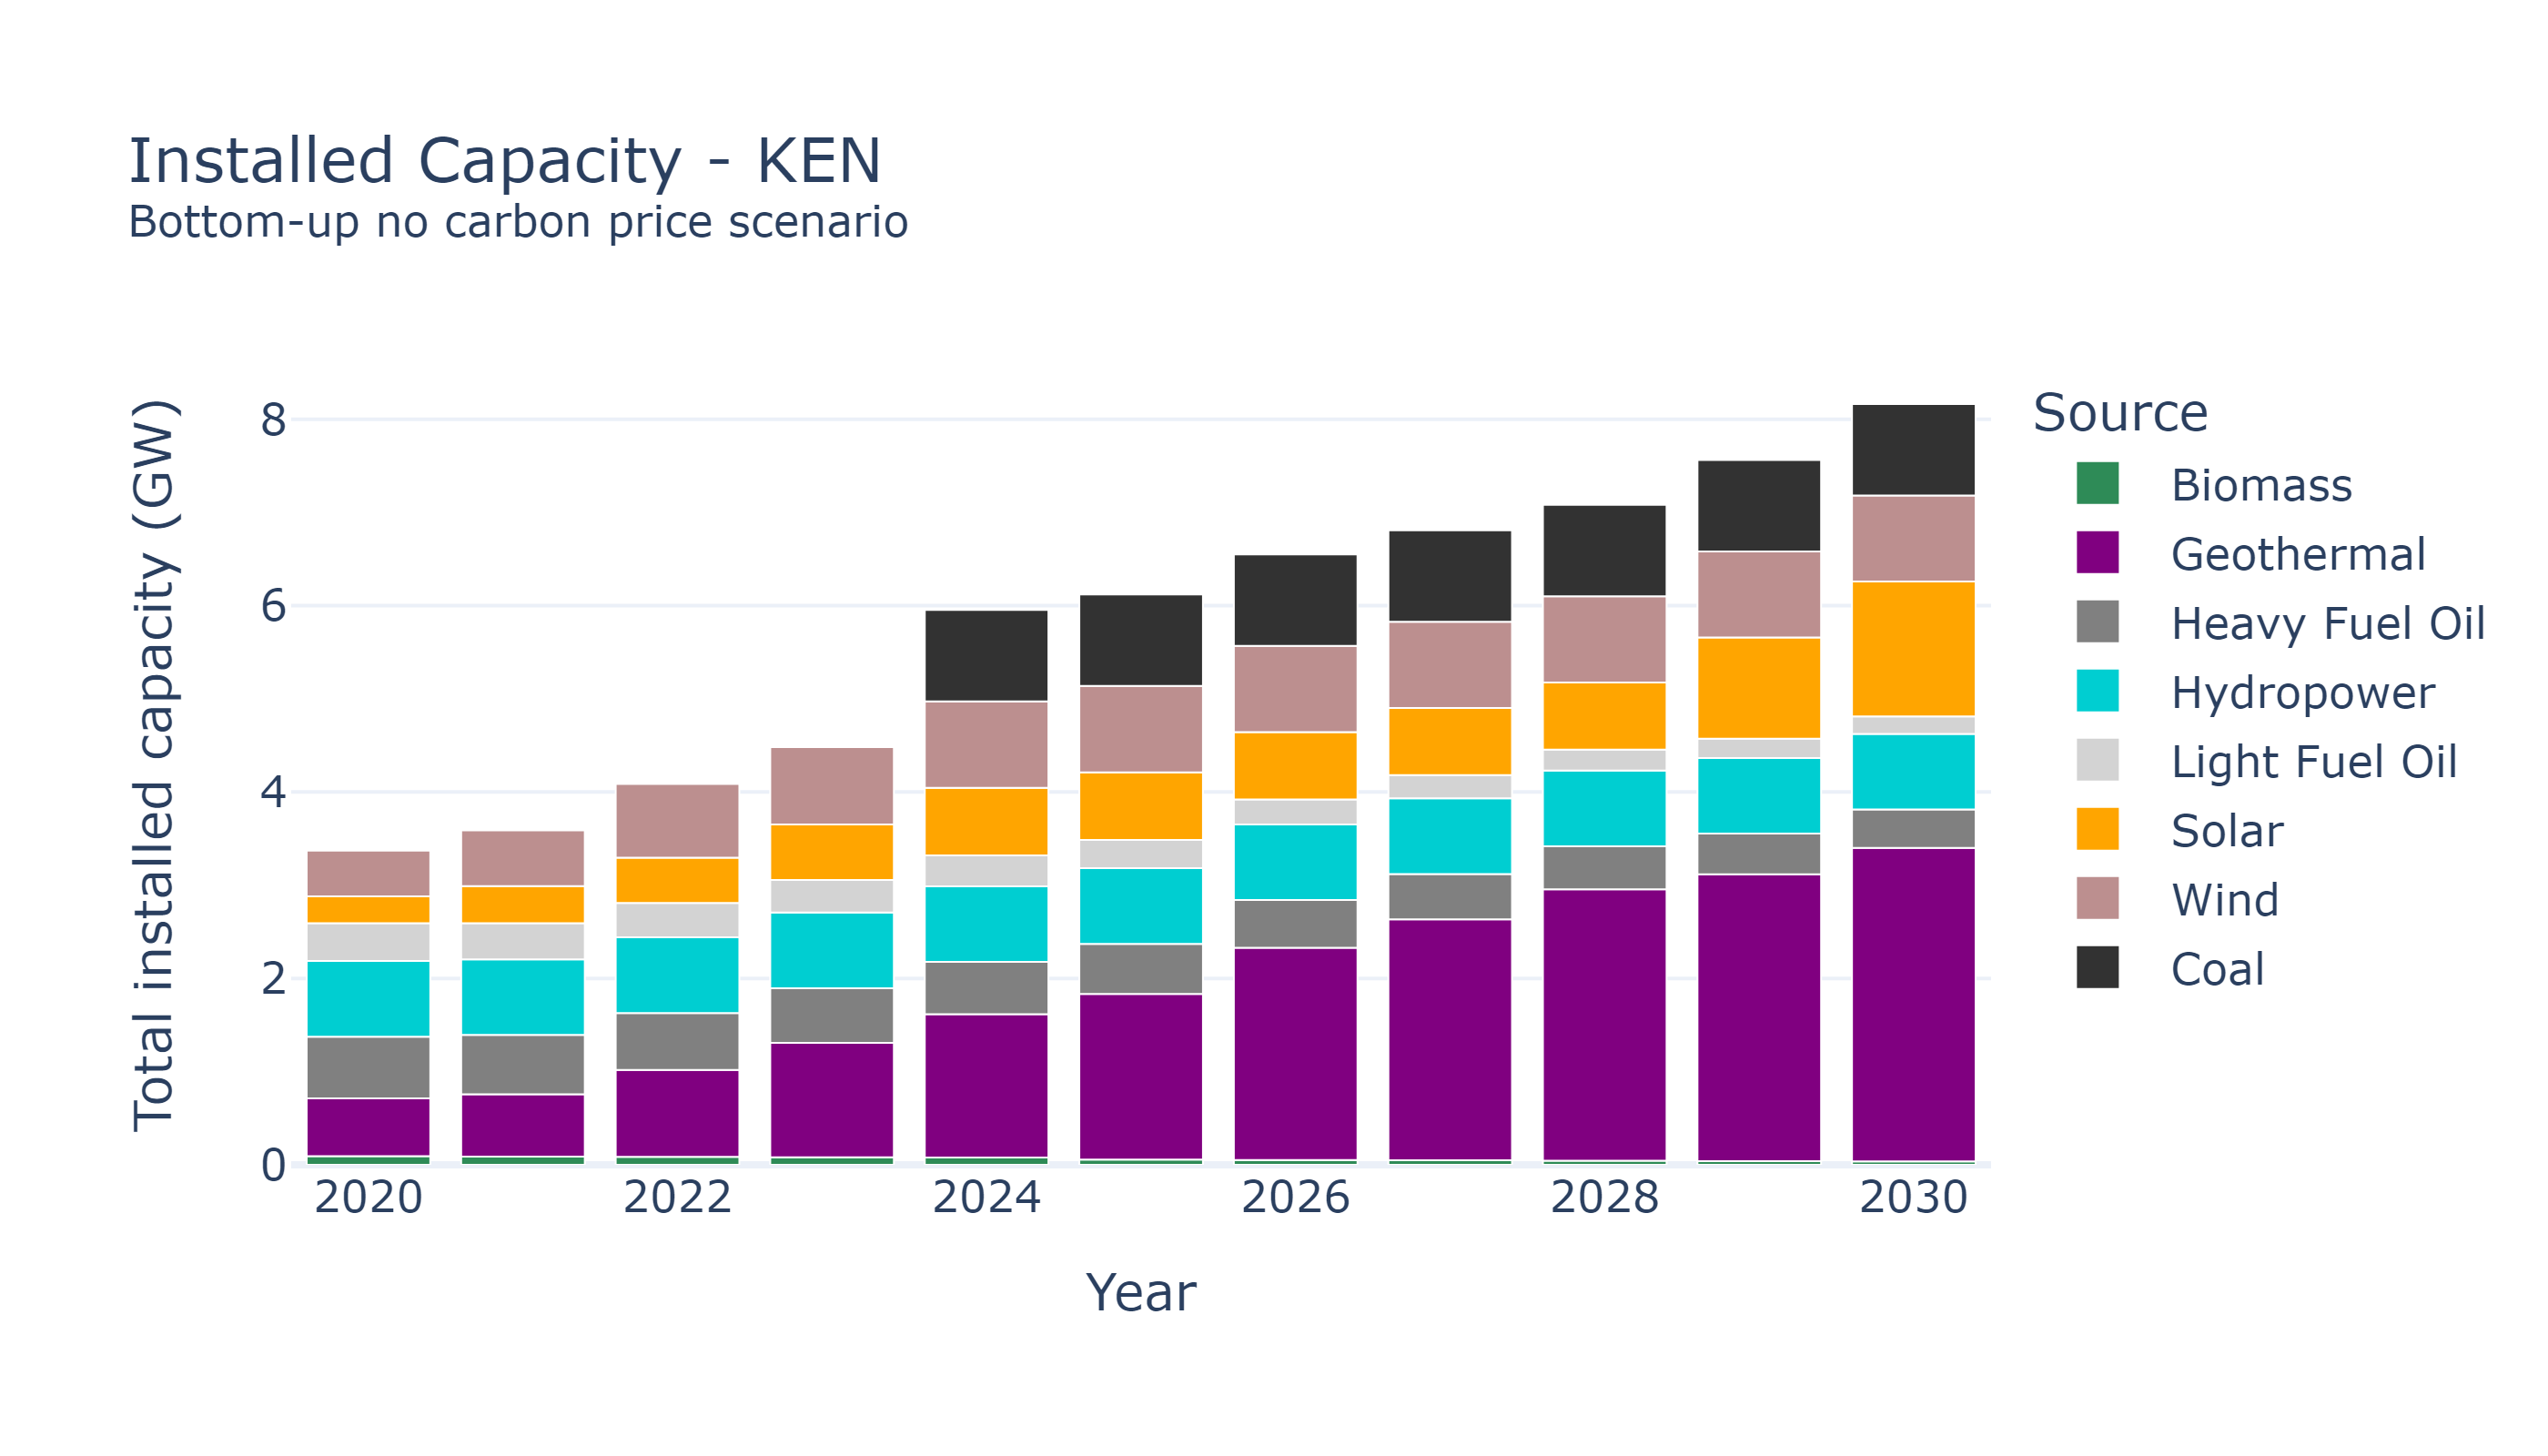 Installed Capacity - KEN
Bottom-up no carbon price scenario
Total installed capacity (GW)
8
6
4
2
0
2020 2022 2024 2026 2028 2030
Year
Source
Biomass
Geothermal
Heavy Fuel Oil
Hydropower
Light Fuel Oil
Solar
Wind
Coal